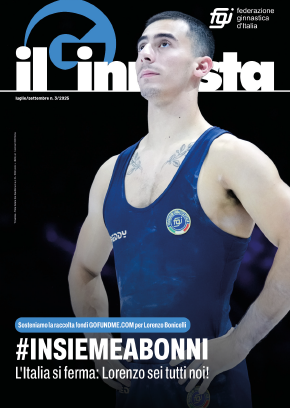 federazione
ginnastica
d'Italia
il Ginnasta
luglio/settembre n. 3/2025
Sosteniamo la raccolta fondi GOFUNDME.COM per Lorenzo Bonicelli
#INSIEMEABONNI
L'Italia si ferma: Lorenzo sei tutti noi!